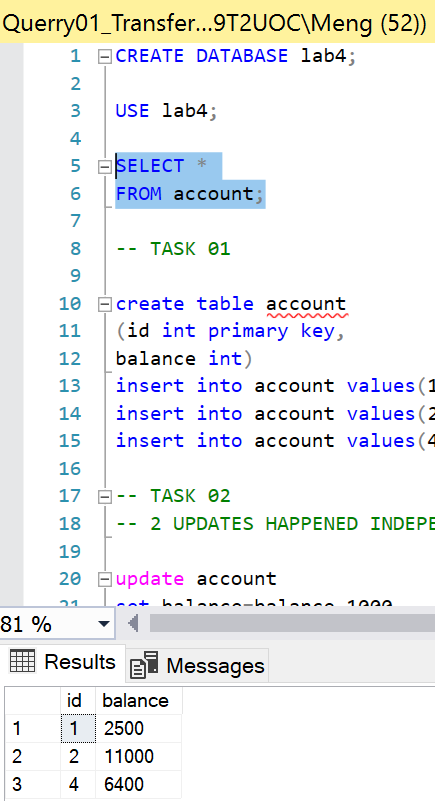 Querry01_Transfer...9T2UOC\Meng (52))
1 CREATE DATABASE lab4;
2
3 USE lab4;
4
5 SELECT *
6 FROM account;
7
8 -- TASK 01
9
10 create table account
11 (id int primary key,
12 balance int)
13 insert into account values(1
14 insert into account values(2
15 insert into account values(4
16
17 -- TASK 02
18 -- 2 UPDATES HAPPENED INDEPE
19
20 update account
21 set balance=balance-1000
81 %
Results Messages
id balance
1 1 2500
2 2 11000
3 4 6400